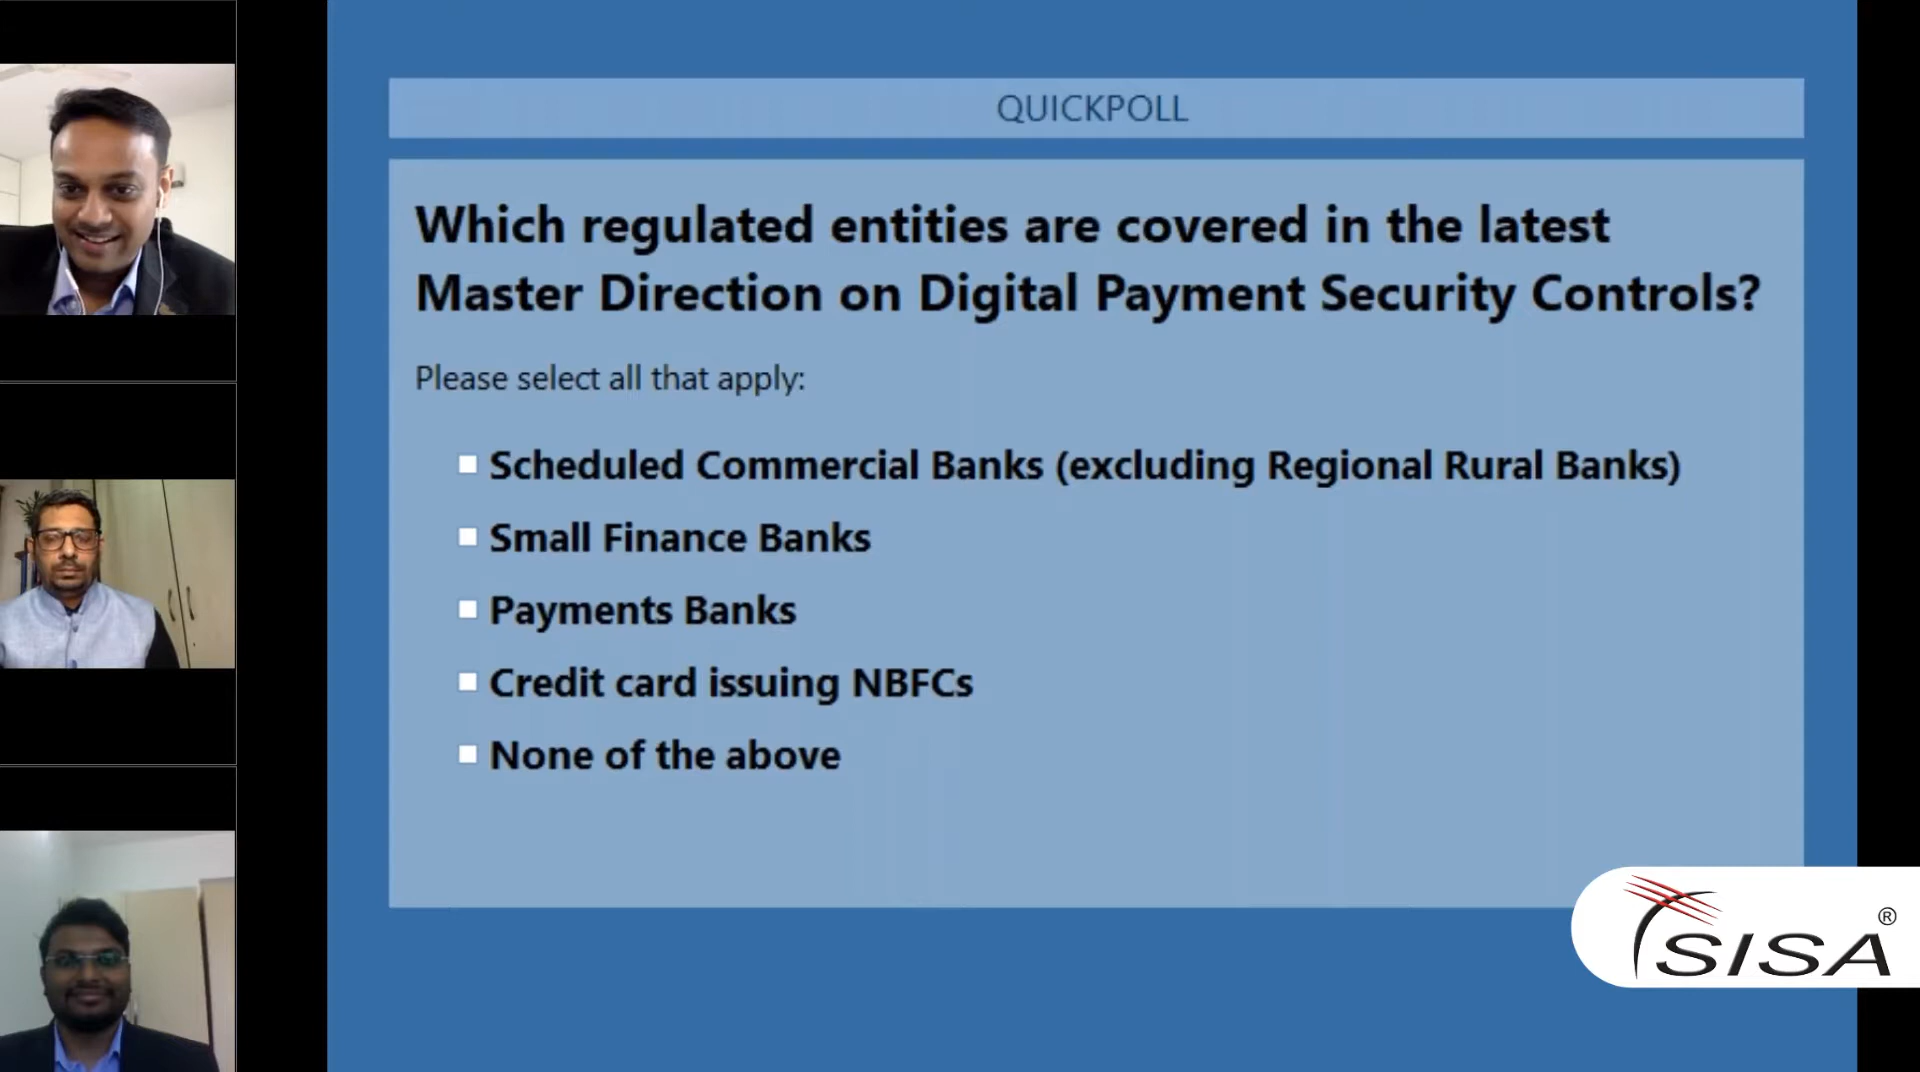 QUICKPOLL
Which regulated entities are covered in the latest
Master Direction on Digital Payment Security Controls?
Please select all that apply:
Scheduled Commercial Banks (excluding Regional Rural Banks)
Small Finance Banks
Payments Banks
Credit card issuing NBFCs
None of the above
SISA®